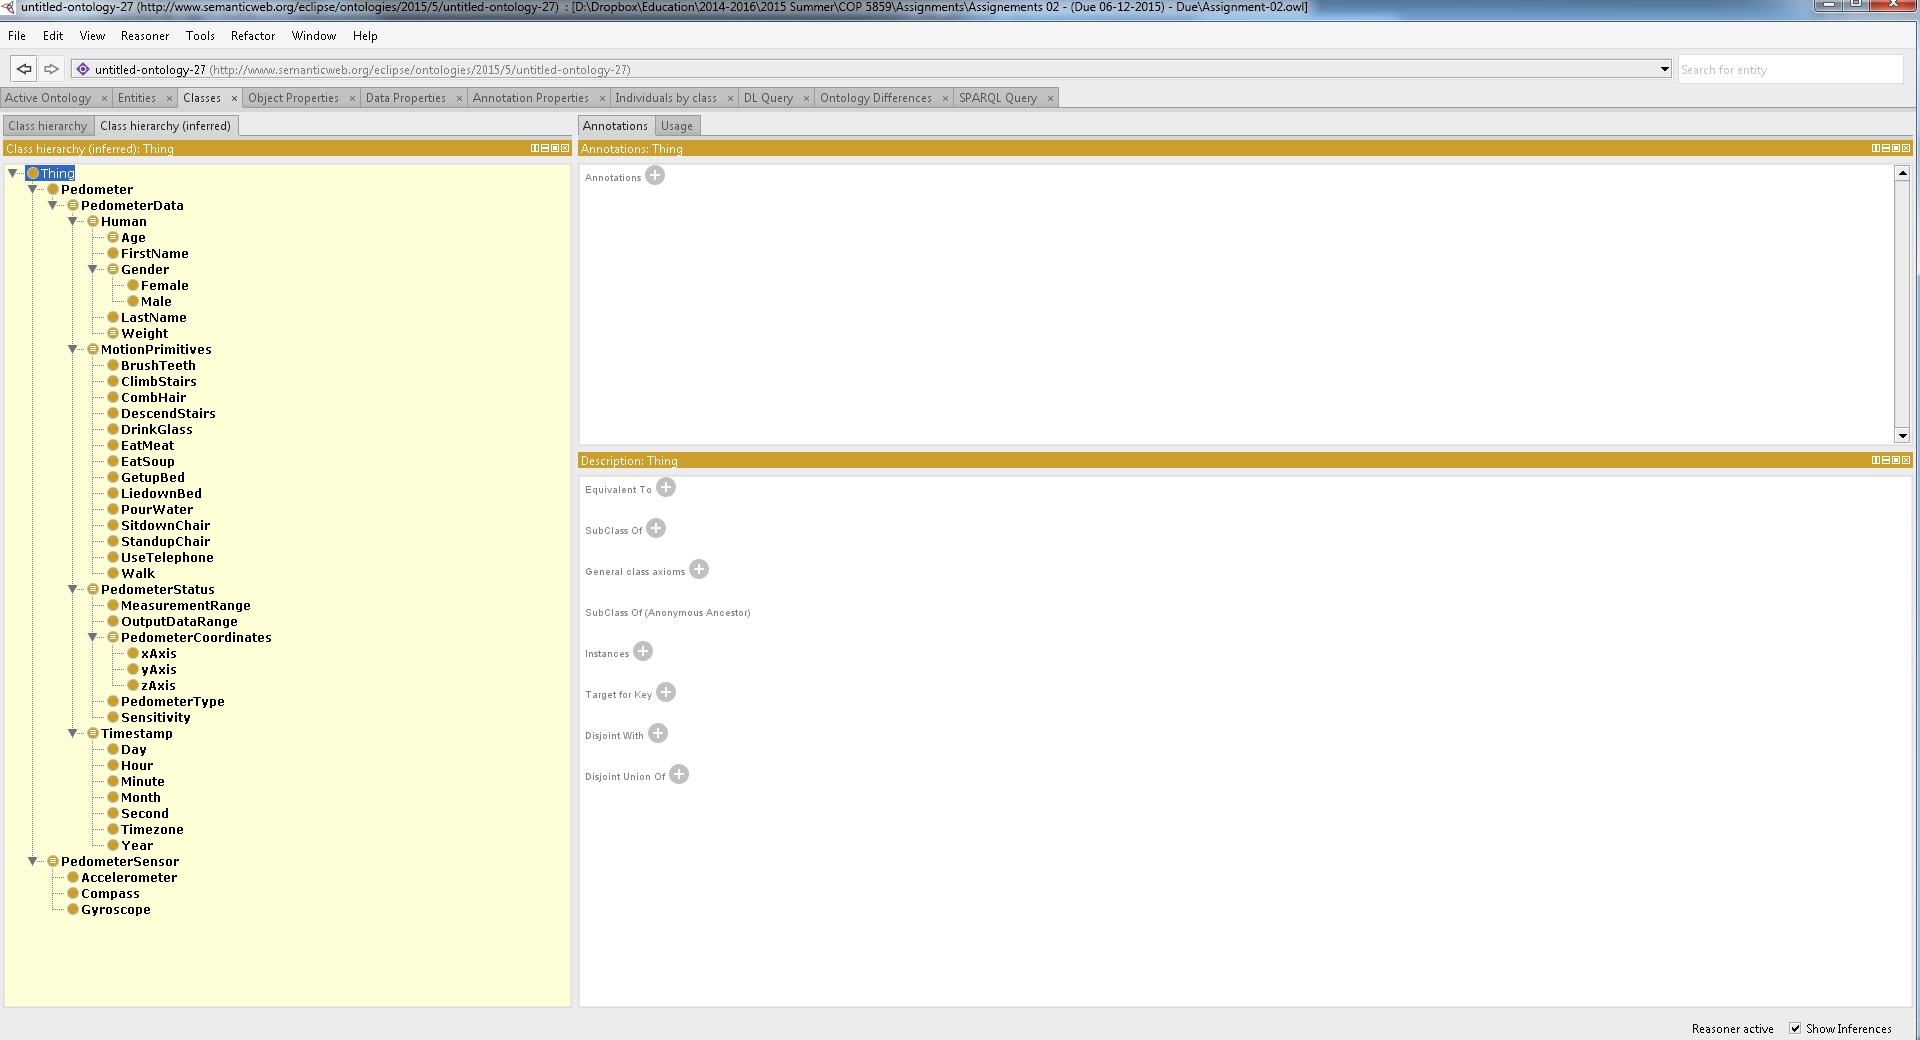 untitled-ontology-27 (http://www.semanticweb.org/eclipse/ontologies/2015/5/untitled-ontology-27) : [D:\Dropbox\Education\2014-2016\2015 Summer\COP 5859\Assignments\Assignements 02 - (Due 06-12-2015) - Due\Assignment-02.owl]
File Edit View Reasoner Tools Refactor Window Help
untitled-ontology-27 (http://www.semanticweb.org/eclipse/ontologies/2015/5/untitled-ontology-27)
Search for entity
Active Ontology × Entities × Classes × Object Properties × Data Properties × Annotation Properties × Individuals by class × DL Query × Ontology Differences × SPARQL Query ×
Class hierarchy Class hierarchy (inferred)
Class hierarchy (inferred): Thing
Thing
Pedometer
PedometerData
Human
Age
FirstName
Gender
Female
Male
LastName
Weight
MotionPrimitives
BrushTeeth
ClimbStairs
CombHair
DescendStairs
DrinkGlass
EatMeat
EatSoup
GetupBed
LiedownBed
PourWater
SitdownChair
StandupChair
UseTelephone
Walk
PedometerStatus
MeasurementRange
OutputDataRange
PedometerCoordinates
xAxis
yAxis
zAxis
PedometerType
Sensitivity
Timestamp
Day
Hour
Minute
Month
Second
Timezone
Year
PedometerSensor
Accelerometer
Compass
Gyroscope
Annotations Usage
Annotations: Thing
Annotations
Description: Thing
Equivalent To
SubClass Of
General class axioms
SubClass Of (Anonymous Ancestor)
Instances
Target for Key
Disjoint With
Disjoint Union Of
Reasoner active Show Inferences